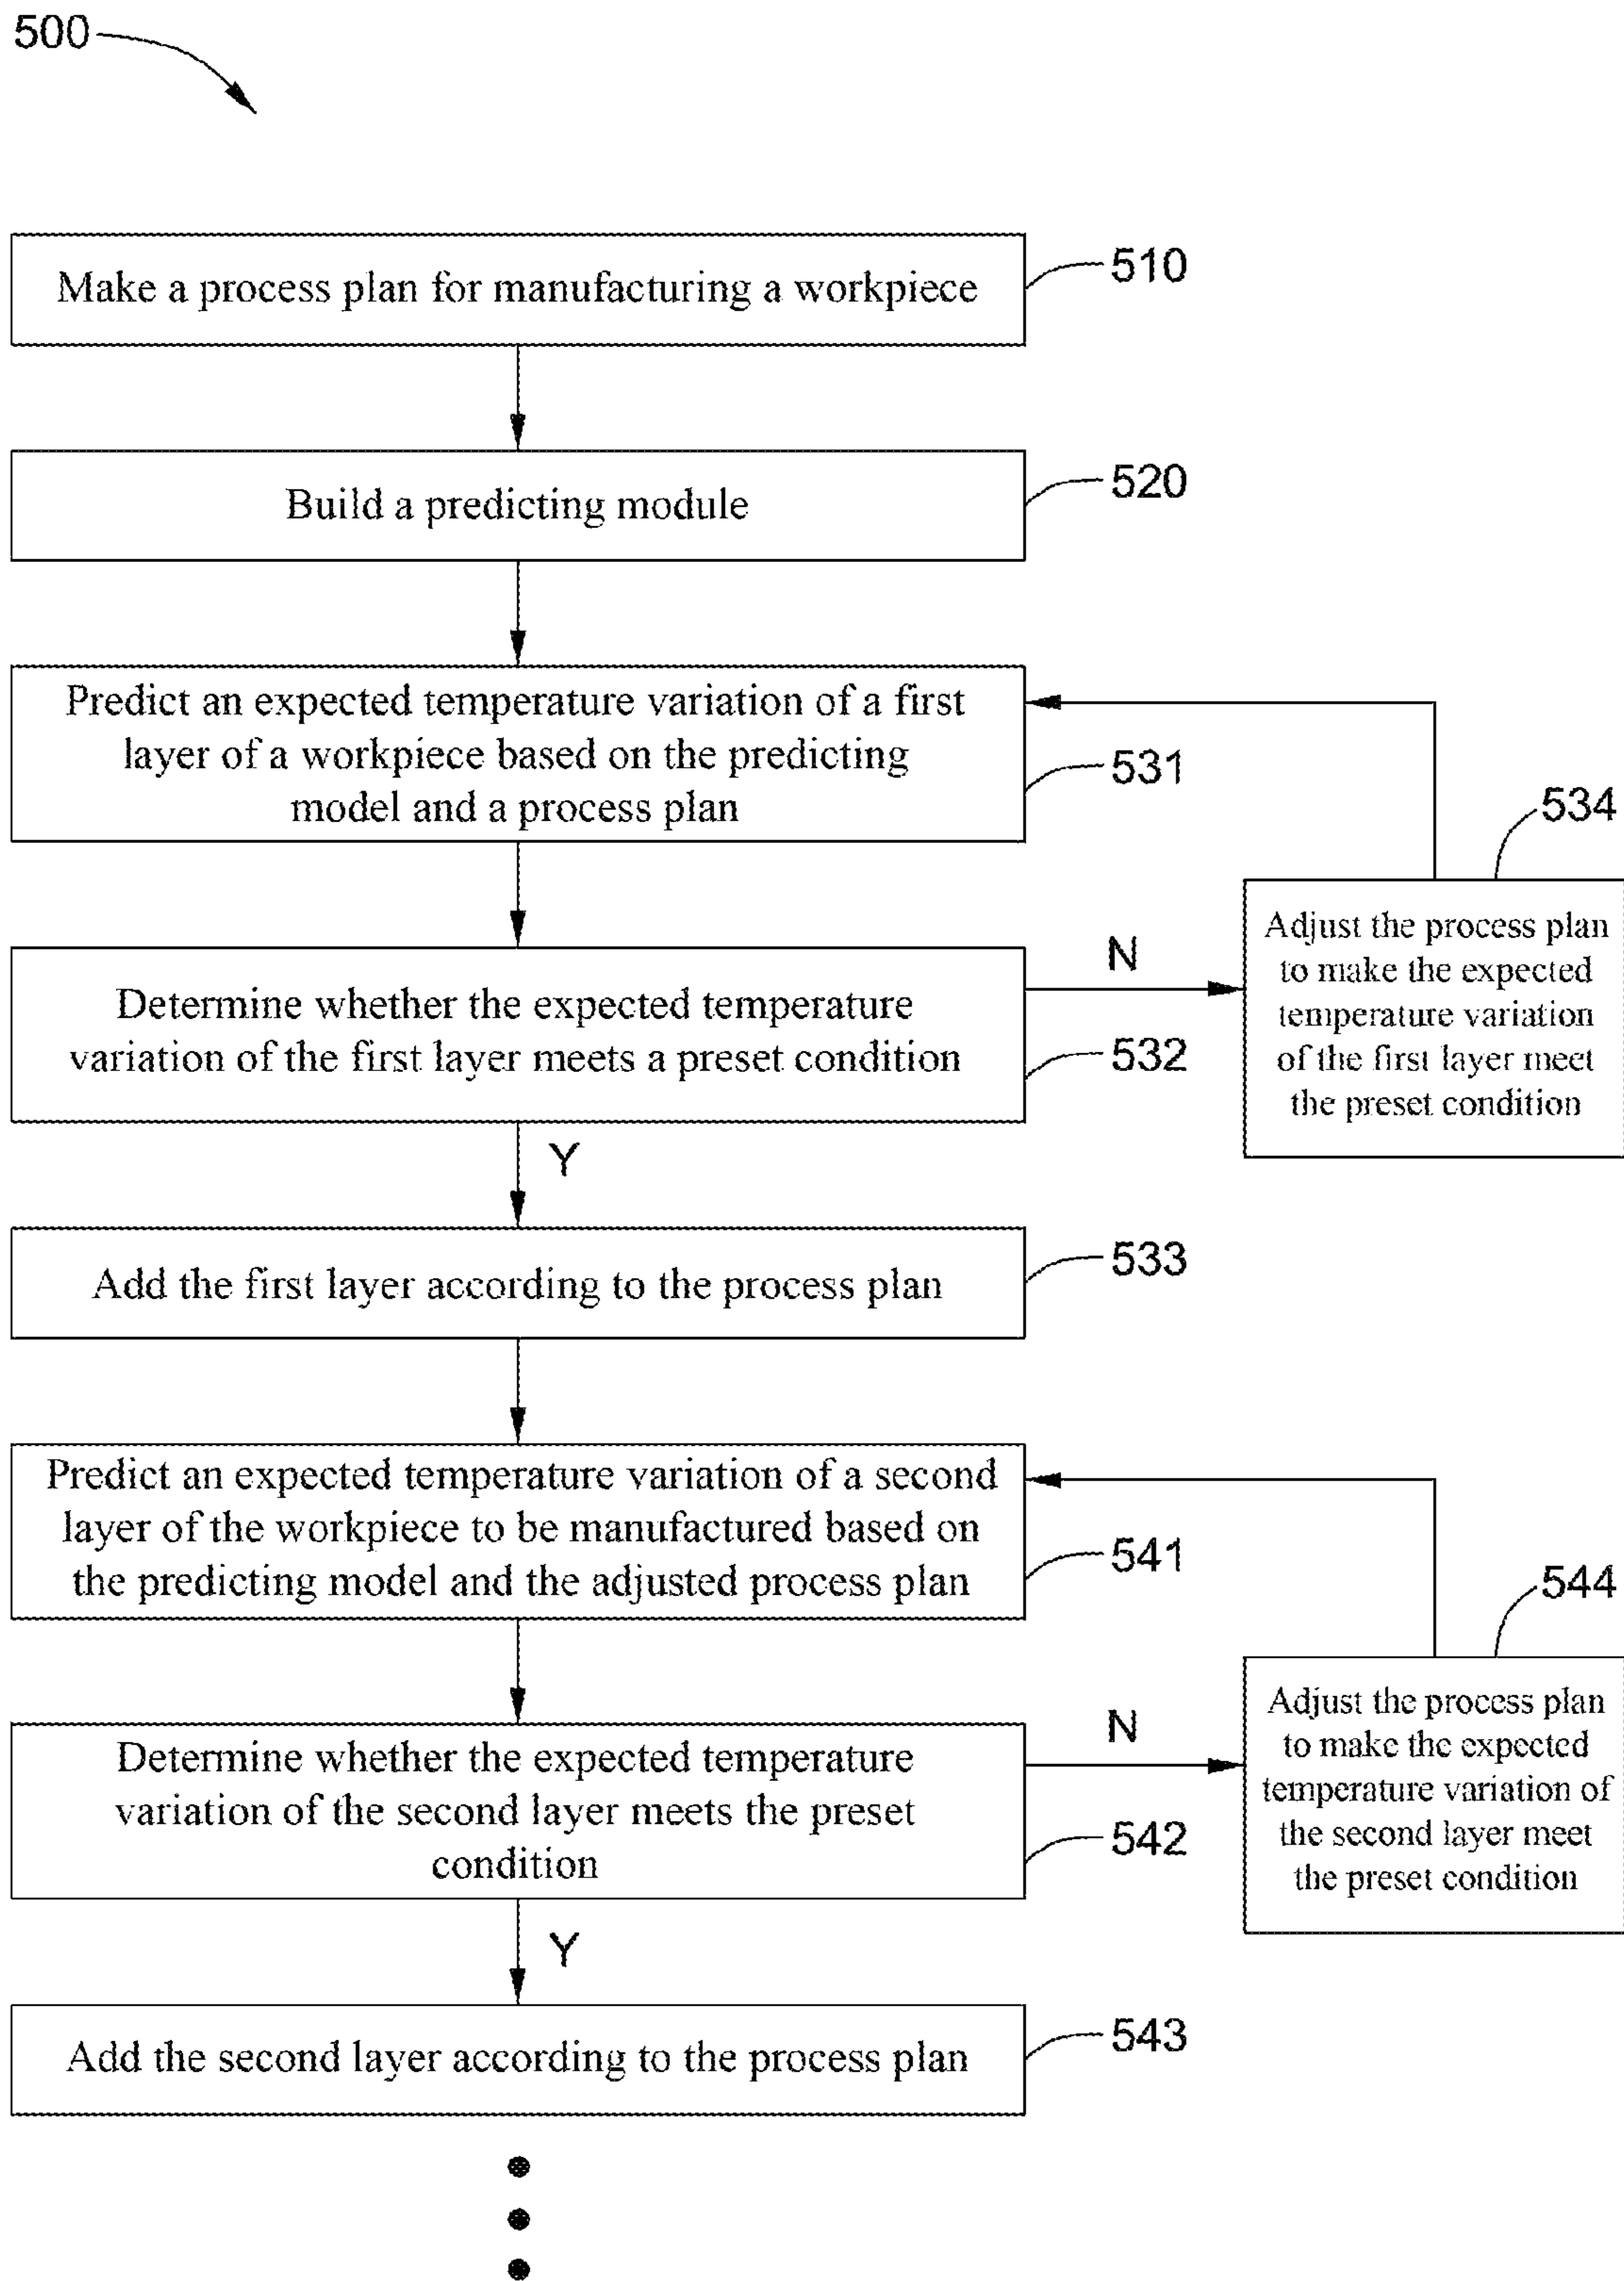 500
Make a process plan for manufacturing a workpiece
510
Build a predicting module
520
Predict an expected temperature variation of a first
layer of a workpiece based on the predicting
model and a process plan
531
534
Adjust the process plan
to make the expected
temperature variation
of the first layer meet
the preset condition
N
Determine whether the expected temperature
variation of the first layer meets a preset condition
532
Y
Add the first layer according to the process plan
533
Predict an expected temperature variation of a second
layer of the workpiece to be manufactured based on
the predicting model and the adjusted process plan
541
544
Adjust the process plan
to make the expected
temperature variation of
the second layer meet
the preset condition
N
Determine whether the expected temperature
variation of the second layer meets the preset
condition
542
Y
Add the second layer according to the process plan
543